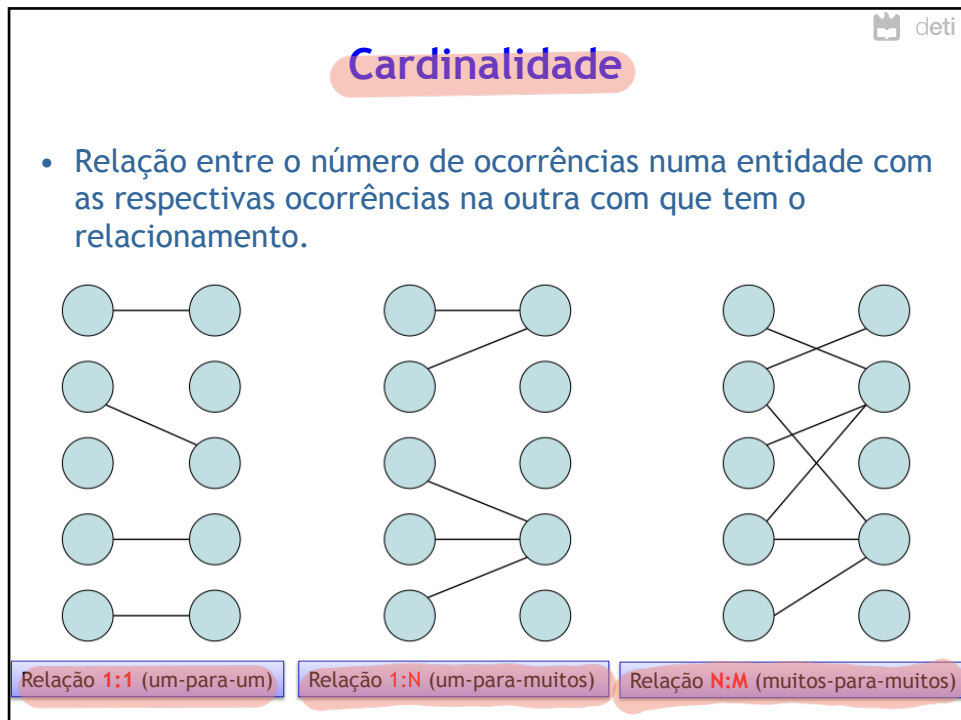 deti
Cardinalidade
• Relação entre o número de ocorrências numa entidade com
as respectivas ocorrências na outra com que tem o
relacionamento.
Relação 1:1 (um-para-um)
Relação 1:N (um-para-muitos)
Relação N:M (muitos-para-muitos)